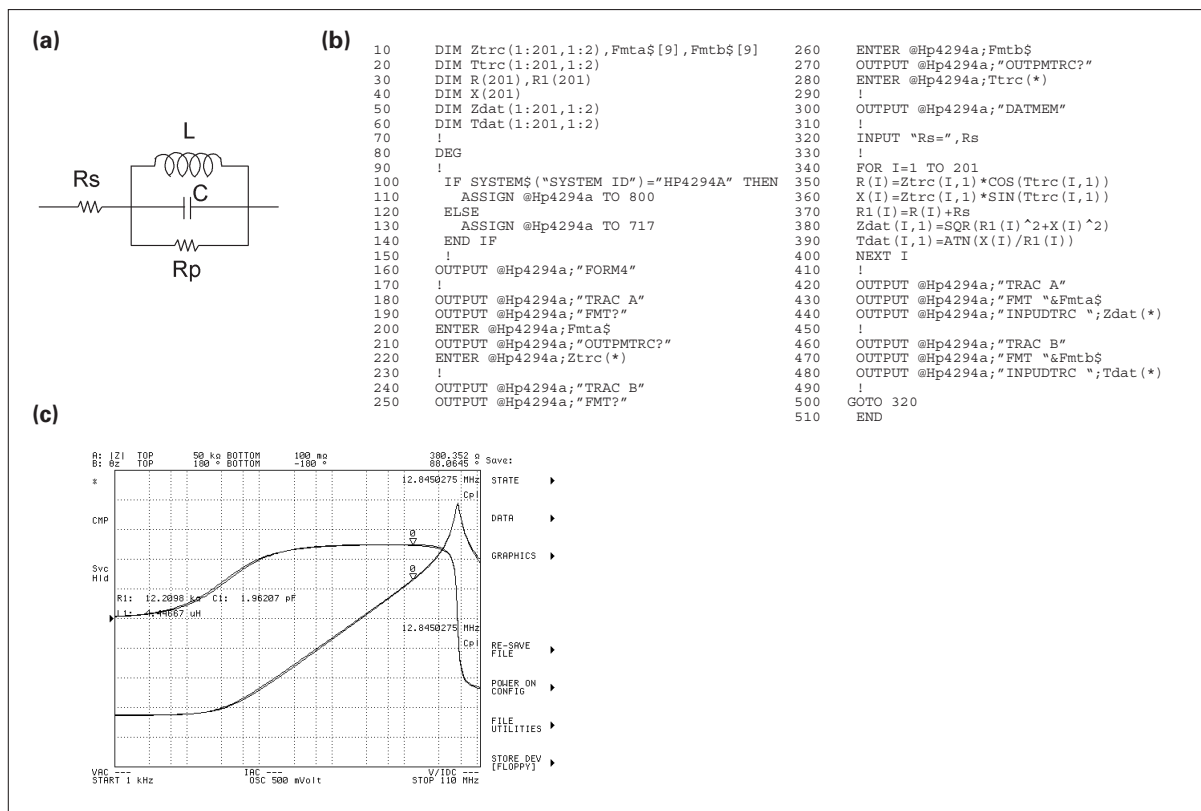 (a)
L
Rs
C
Rp
(b)
10 DIM Ztrc(1:201,1:2),Fmta$[9],Fmtb$[9]
20 DIM Ttrc(1:201,1:2)
30 DIM R(201),R1(201)
40 DIM X(201)
50 DIM Zdat(1:201,1:2)
60 DIM Tdat(1:201,1:2)
70 !
80 DEG
90 !
100 IF SYSTEM$(“SYSTEM ID”)=”HP4294A” THEN
110 ASSIGN @Hp4294a TO 800
120 ELSE
130 ASSIGN @Hp4294a TO 717
140 END IF
150 !
160 OUTPUT @Hp4294a;”FORM4”
170 !
180 OUTPUT @Hp4294a;”TRAC A”
190 OUTPUT @Hp4294a;”FMT?”
200 ENTER @Hp4294a;Fmta$
210 OUTPUT @Hp4294a;”OUTPMTRC?”
220 ENTER @Hp4294a;Ztrc(*)
230 !
240 OUTPUT @Hp4294a;”TRAC B”
250 OUTPUT @Hp4294a;”FMT?”
260 ENTER @Hp4294a;Fmtb$
270 OUTPUT @Hp4294a;”OUTPMTRC?”
280 ENTER @Hp4294a;Ttrc(*)
290 !
300 OUTPUT @Hp4294a;”DATMEM”
310 !
320 INPUT “Rs=”,Rs
330 !
340 FOR I=1 TO 201
350 R(I)=Ztrc(I,1)*COS(Ttrc(I,1))
360 X(I)=Ztrc(I,1)*SIN(Ttrc(I,1))
370 R1(I)=R(I)+Rs
380 Zdat(I,1)=SQR(R1(I)^2+X(I)^2)
390 Tdat(I,1)=ATN(X(I)/R1(I))
400 NEXT I
410 !
420 OUTPUT @Hp4294a;”TRAC A”
430 OUTPUT @Hp4294a;”FMT “&Fmta$
440 OUTPUT @Hp4294a;”INPUDTRC “;Zdat(*)
450 !
460 OUTPUT @Hp4294a;”TRAC B”
470 OUTPUT @Hp4294a;”FMT “&Fmtb$
480 OUTPUT @Hp4294a;”INPUDTRC “;Tdat(*)
490 !
500 GOTO 320
510 END
(c)
A: |Z| TOP 50 kΩ BOTTOM 100 mΩ 380.352 Ω
B: θz TOP 180 ° BOTTOM -180 ° 88.0645 ° Save:
* 12.8450275 MHz STATE
Cpl
CMP DATA
0
GRAPHICS
Svc
Hld 0
R1: 12.2098 kΩ C1: 1.96207 pF
L1: uH
12.8450275 MHz
Cpl
RE-SAVE
FILE
POWER ON
CONFIG
FILE
UTILITIES
STORE DEV
[FLOPPY]
VAC --- IAC --- V/IDC ---
START 1 kHz OSC 500 mVolt STOP 110 MHz